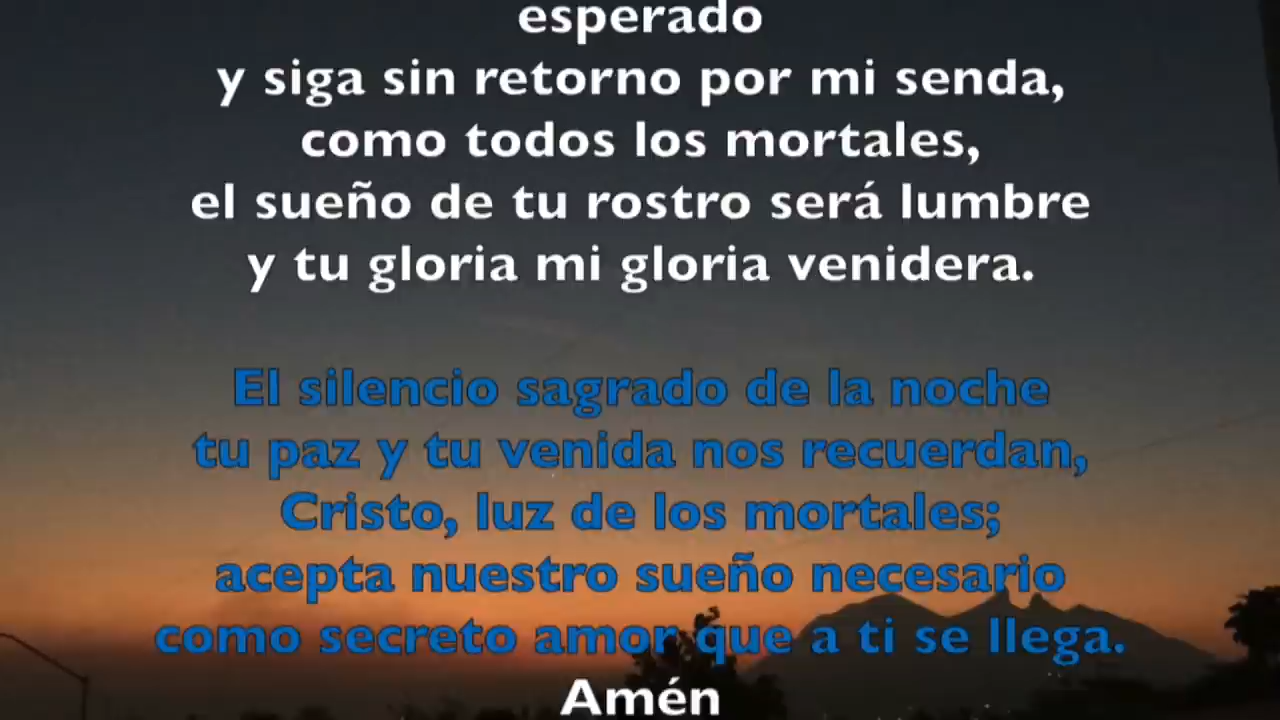 esperado
y siga sin retorno por mi senda,
como todos los mortales,
el sueño de tu rostro será lumbre
y tu gloria mi gloria venidera.
El silencio sagrado de la noche
tu paz y tu venida nos recuerdan,
Cristo, luz de los mortales;
acepta nuestro sueño necesario
como secreto amor que a ti se llega.
Amén